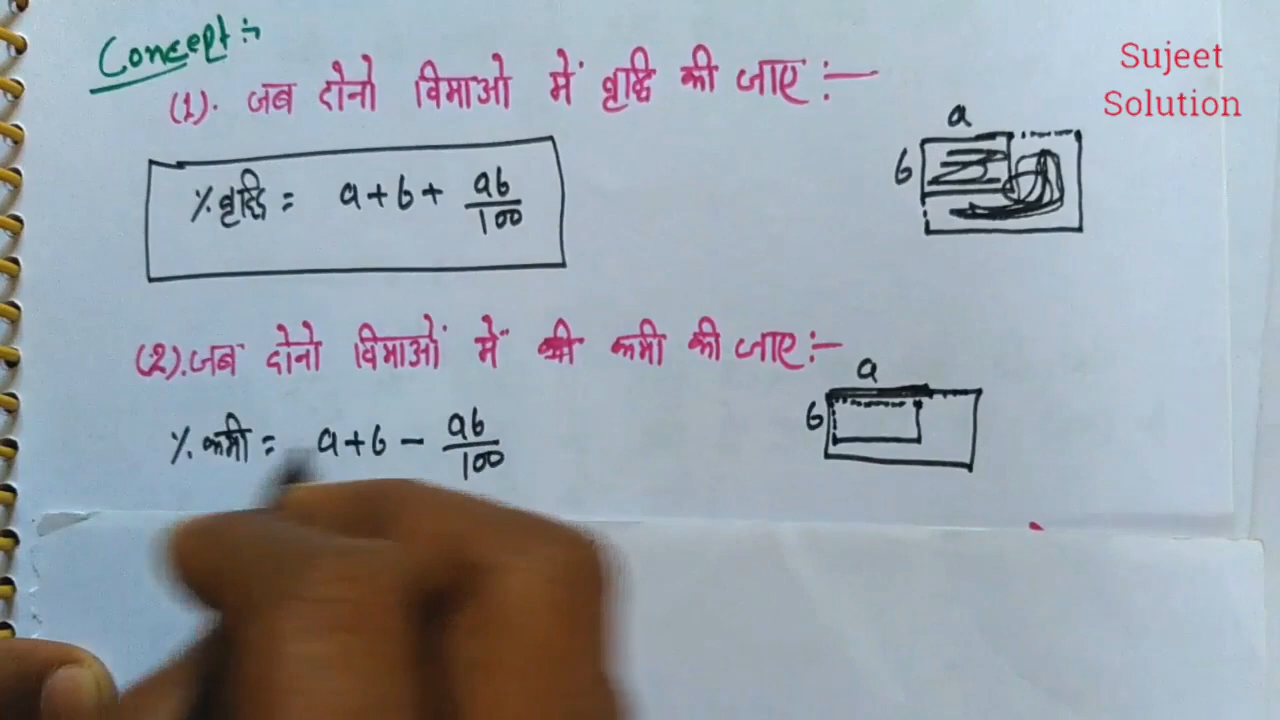 Concept :-
Sujeet
Solution
(1). जब दोनो विमाओ में वृद्धि की जाए :—
a
b
% वृद्धि = a + b + ab/100
(2). जब दोनो विमाओं में कमी की जाए :—
a
b
% कमी = a + b - ab/100